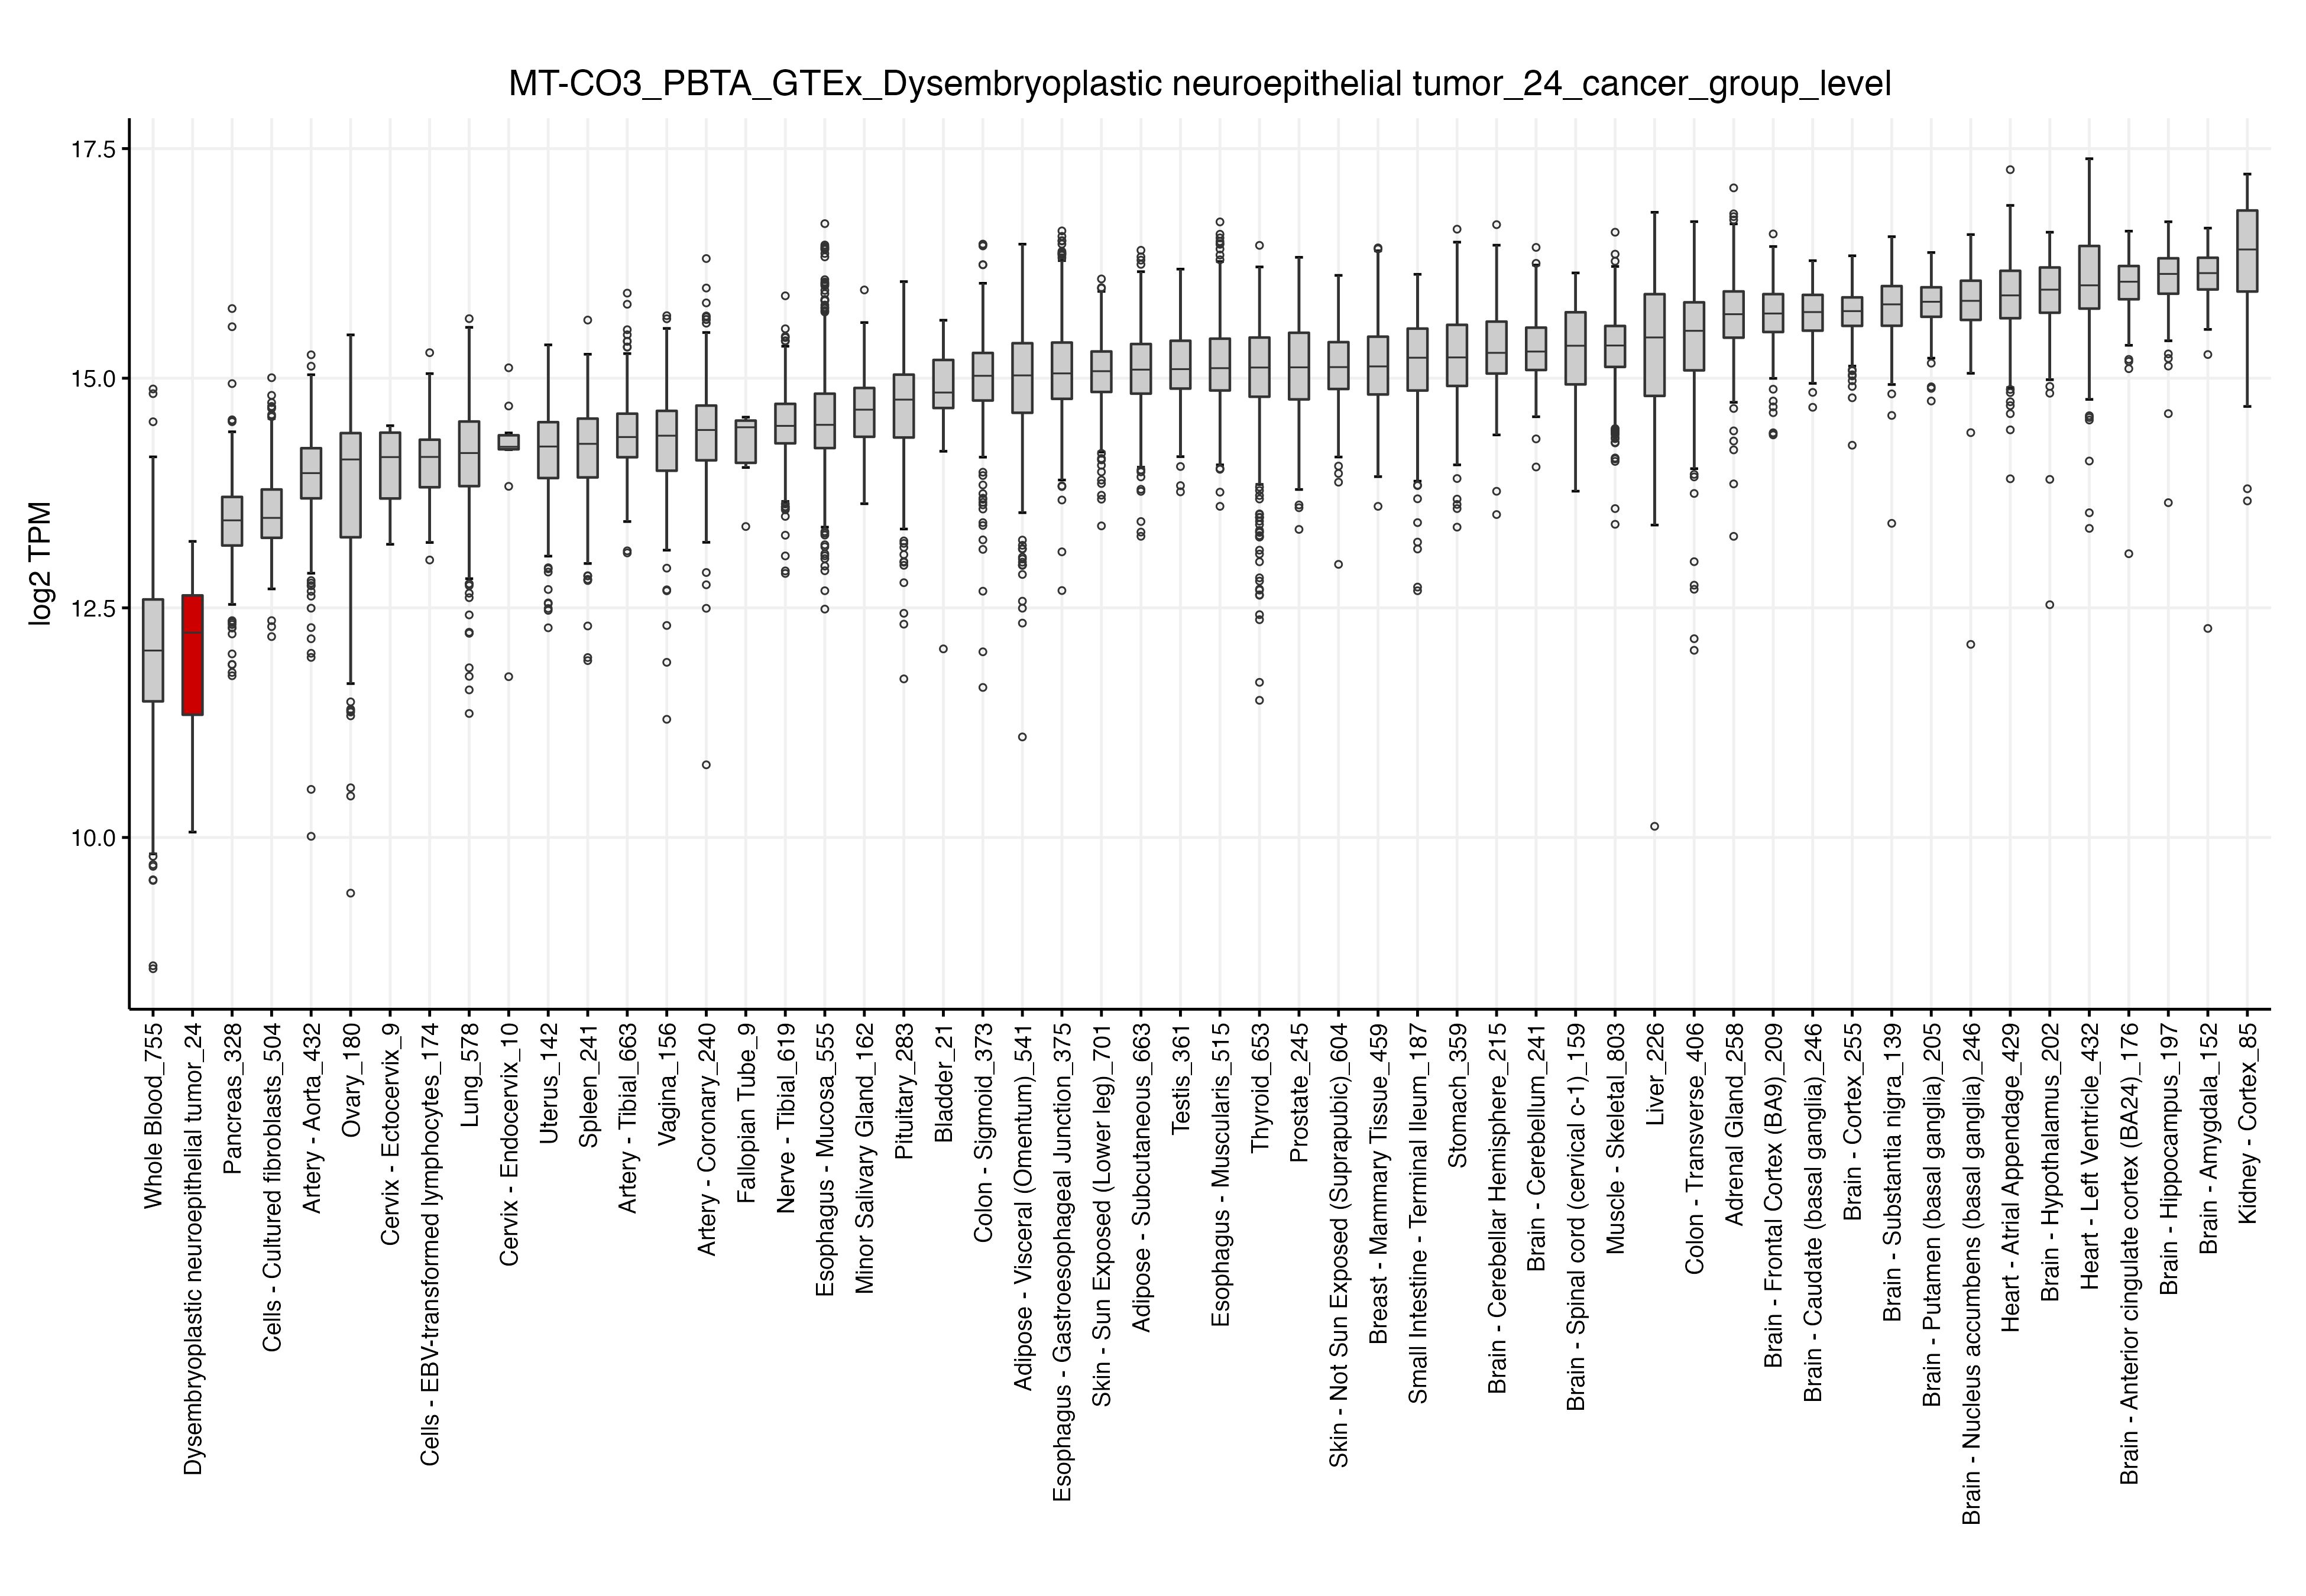 MT-CO3_PBTA_GTEx_Dysembryoplastic neuroepithelial tumor_24_cancer_group_level
log2 TPM
17.5
15.0
12.5
10.0
Whole Blood_755
Dysembryoplastic neuroepithelial tumor_24
Pancreas_328
Cells - Cultured fibroblasts_504
Artery - Aorta_432
Ovary_180
Cervix - Ectocervix_9
Cells - EBV-transformed lymphocytes_174
Lung_578
Cervix - Endocervix_10
Uterus_142
Spleen_241
Artery - Tibial_663
Vagina_156
Artery - Coronary_240
Fallopian Tube_9
Nerve - Tibial_619
Esophagus - Mucosa_555
Minor Salivary Gland_162
Pituitary_283
Bladder_21
Colon - Sigmoid_373
Adipose - Visceral (Omentum)_541
Esophagus - Gastroesophageal Junction_375
Skin - Sun Exposed (Lower leg)_701
Adipose - Subcutaneous_663
Testis_361
Esophagus - Muscularis_515
Thyroid_653
Prostate_245
Skin - Not Sun Exposed (Suprapubic)_604
Breast - Mammary Tissue_459
Small Intestine - Terminal Ileum_187
Stomach_359
Brain - Cerebellar Hemisphere_215
Brain - Cerebellum_241
Brain - Spinal cord (cervical c-1)_159
Muscle - Skeletal_803
Liver_226
Colon - Transverse_406
Adrenal Gland_258
Brain - Frontal Cortex (BA9)_209
Brain - Caudate (basal ganglia)_246
Brain - Cortex_255
Brain - Substantia nigra_139
Brain - Putamen (basal ganglia)_205
Brain - Nucleus accumbens (basal ganglia)_246
Heart - Atrial Appendage_429
Brain - Hypothalamus_202
Heart - Left Ventricle_432
Brain - Anterior cingulate cortex (BA24)_176
Brain - Hippocampus_197
Brain - Amygdala_152
Kidney - Cortex_85